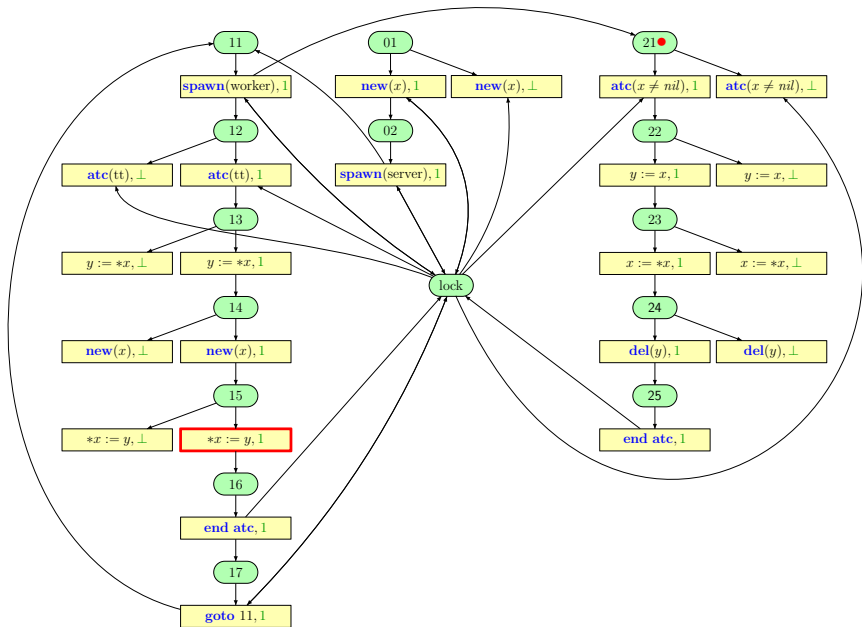 11
01
21
spawn(worker), 1
new(x), 1
new(x), ⊥
atc(x ≠ nil), 1
atc(x ≠ nil), ⊥
12
02
22
atc(tt), ⊥
atc(tt), 1
spawn(server), 1
y := x, 1
y := x, ⊥
13
23
y := *x, ⊥
y := *x, 1
x := *x, 1
x := *x, ⊥
lock
14
24
new(x), ⊥
new(x), 1
del(y), 1
del(y), ⊥
15
25
*x := y, ⊥
*x := y, 1
end atc, 1
16
end atc, 1
17
goto 11, 1